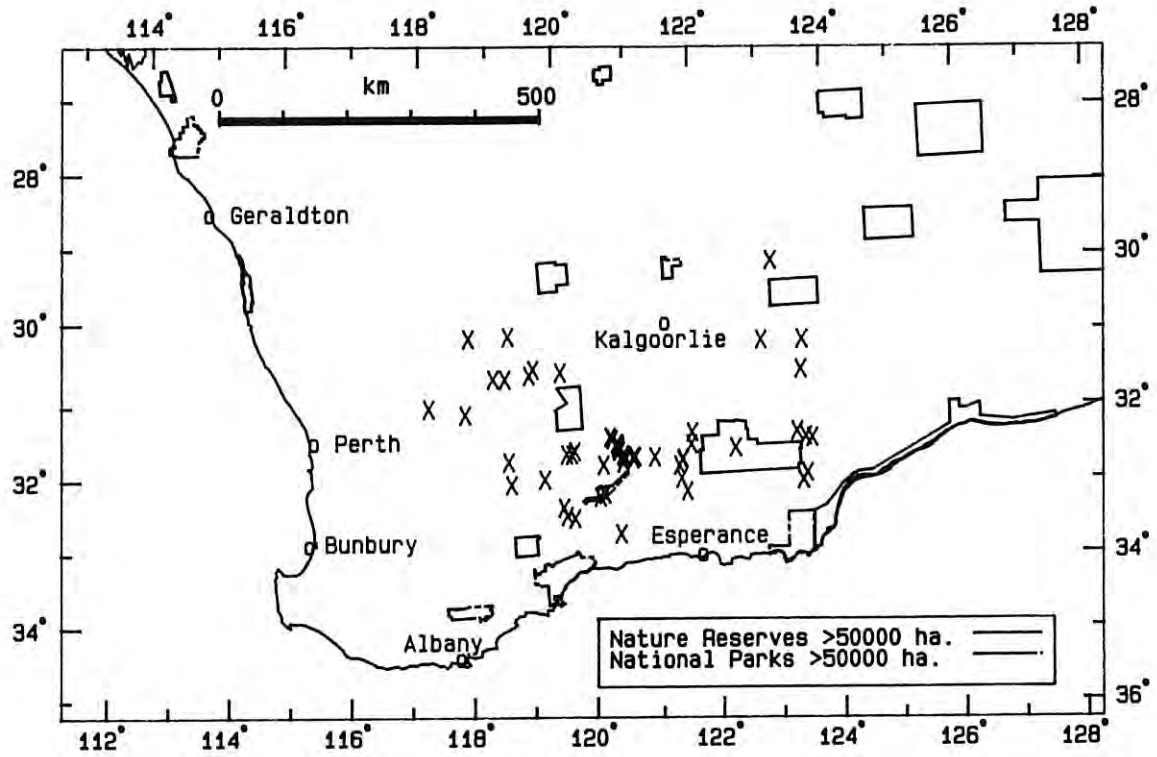 114° 116° 118° 120° 122° 124° 126° 128°
km
0 500
28°
28°
Geraldton
30°
30°
Kalgoorlie
32°
Perth
32°
Esperance
Bunbury
34°
34°
Albany
Nature Reserves >50000 ha.
National Parks >50000 ha.
36°
112° 114° 116° 118° 120° 122° 124° 126° 128°